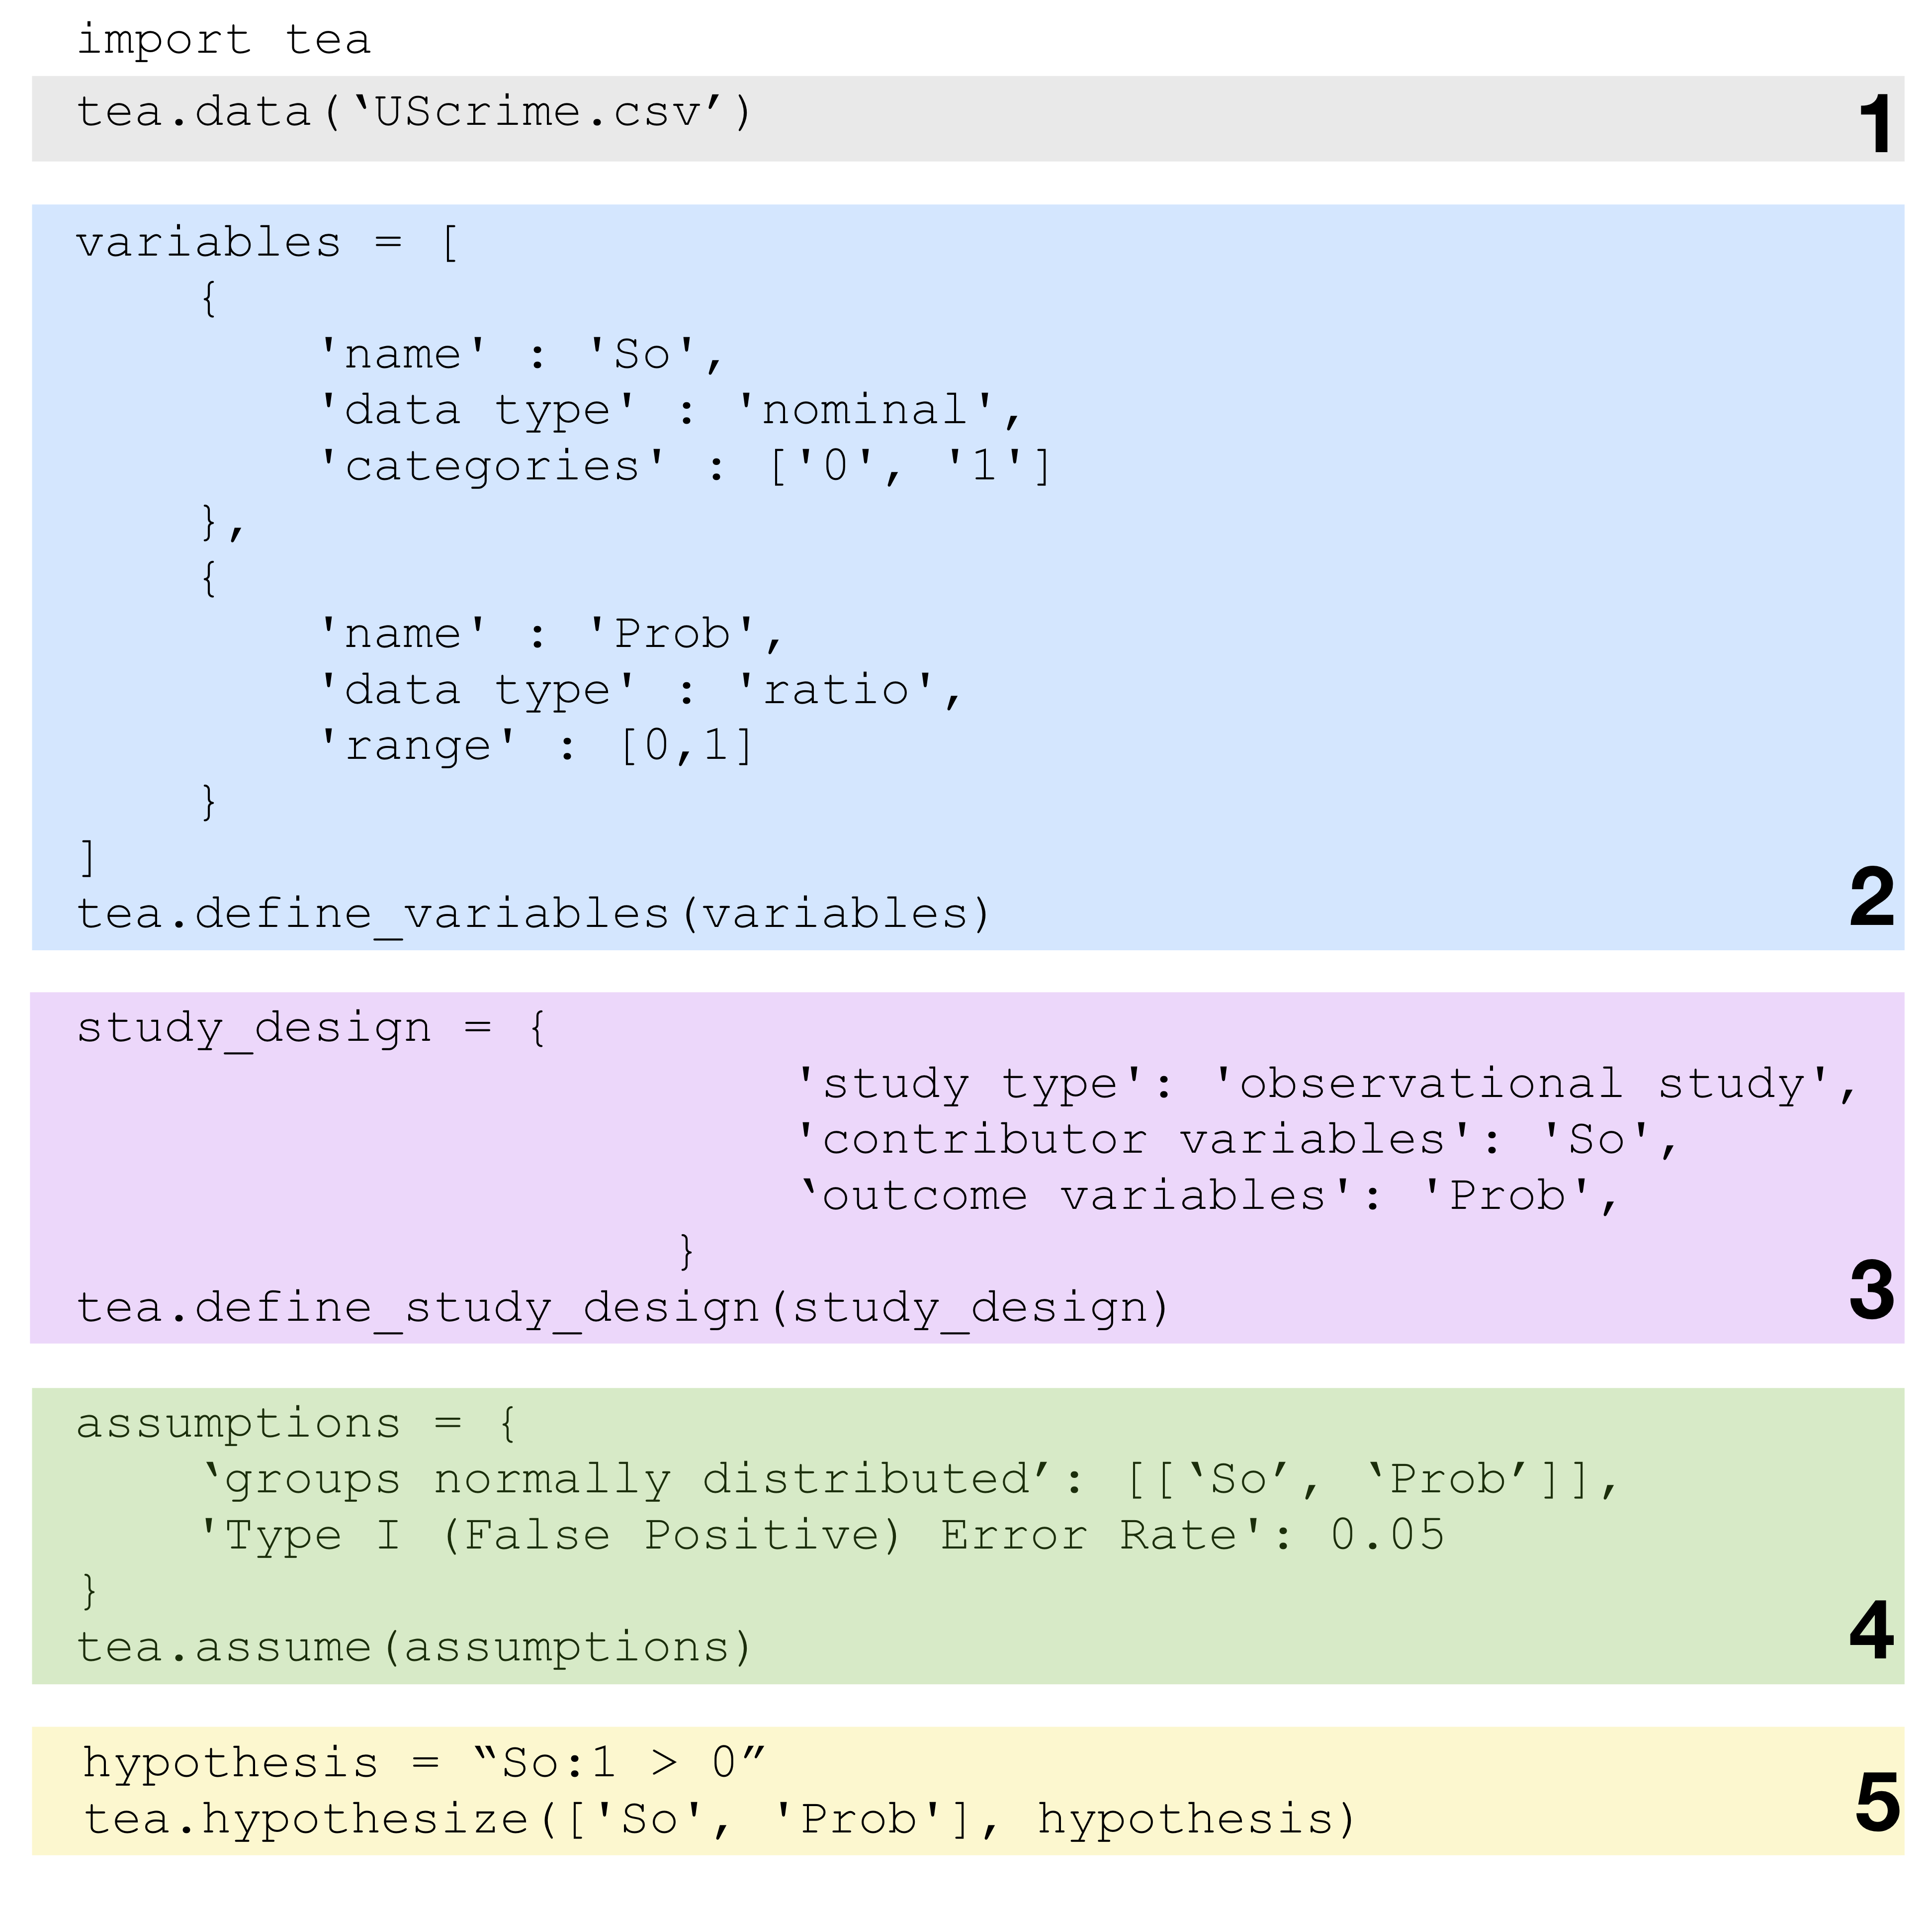 import tea
tea.data(‘UScrime.csv’)
1
variables = [
{
'name' : 'So',
'data type' : 'nominal',
'categories' : ['0', '1']
},
{
'name' : 'Prob',
'data type' : 'ratio',
'range' : [0,1]
}
]
tea.define_variables(variables)
2
study_design = {
'study type': 'observational study',
'contributor variables': 'So',
‘outcome variables': 'Prob',
}
tea.define_study_design(study_design)
3
assumptions = {
‘groups normally distributed’: [[‘So’, ‘Prob’]],
'Type I (False Positive) Error Rate': 0.05
}
tea.assume(assumptions)
4
hypothesis = “So:1 > 0”
tea.hypothesize(['So', 'Prob'], hypothesis)
5